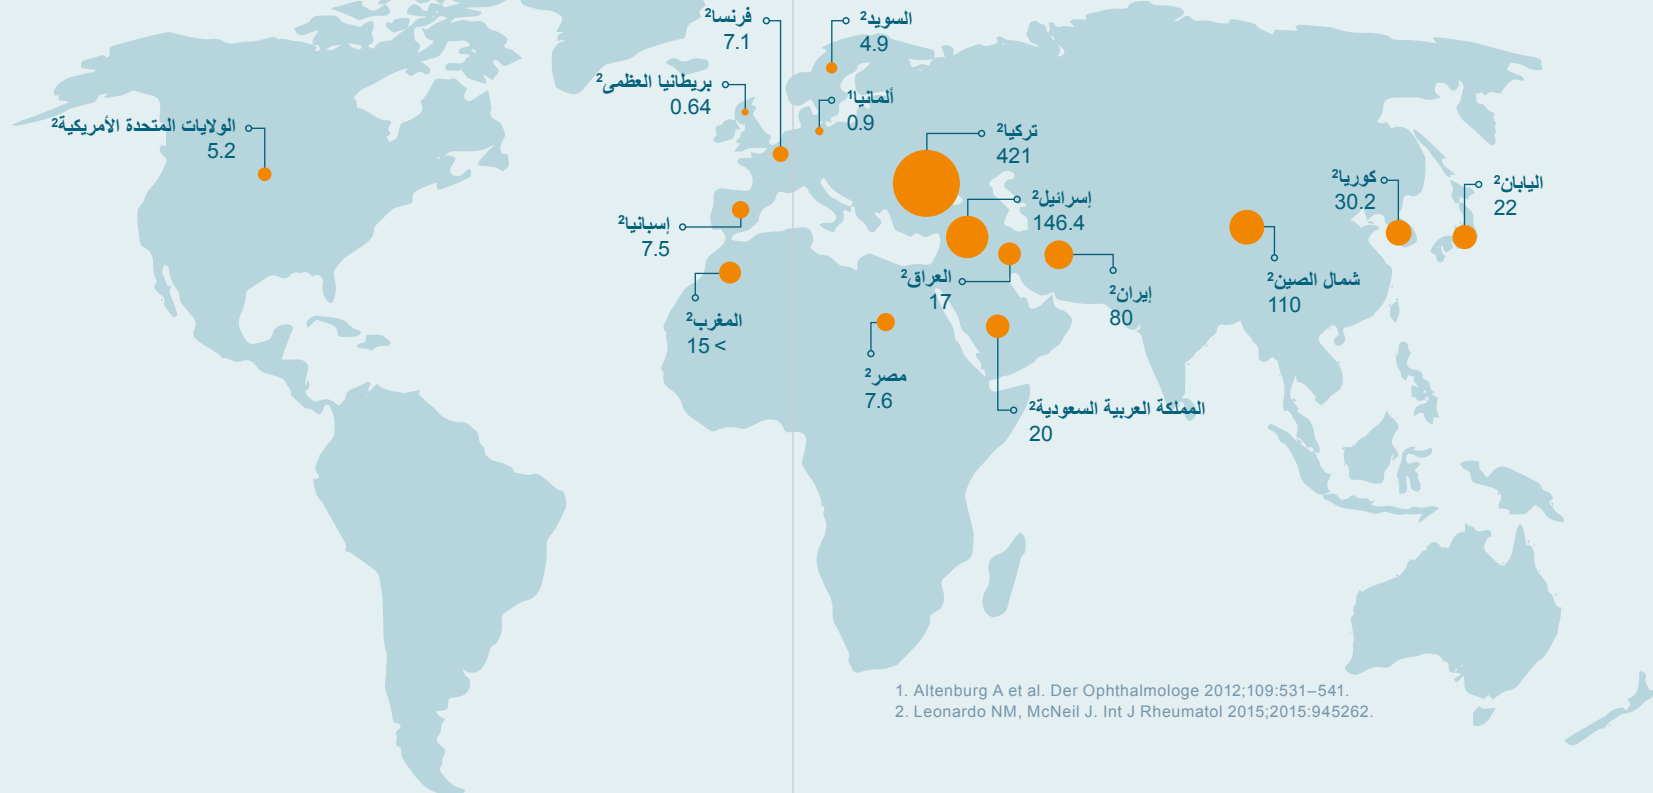 فرنسا²
7.1
السويد²
4.9
بريطانيا العظمى²
0.64
ألمانيا¹
0.9
الولايات المتحدة الأمريكية²
5.2
تركيا²
421
إسرائيل²
146.4
كوريا²
30.2
اليابان²
22
إسبانيا²
7.5
العراق²
17
إيران²
80
شمال الصين²
110
المغرب²
15 <
مصر²
7.6
المملكة العربية السعودية²
20
1. Altenburg A et al. Der Ophthalmologe 2012;109:531–541.
2. Leonardo NM, McNeil J. Int J Rheumatol 2015;2015:945262.